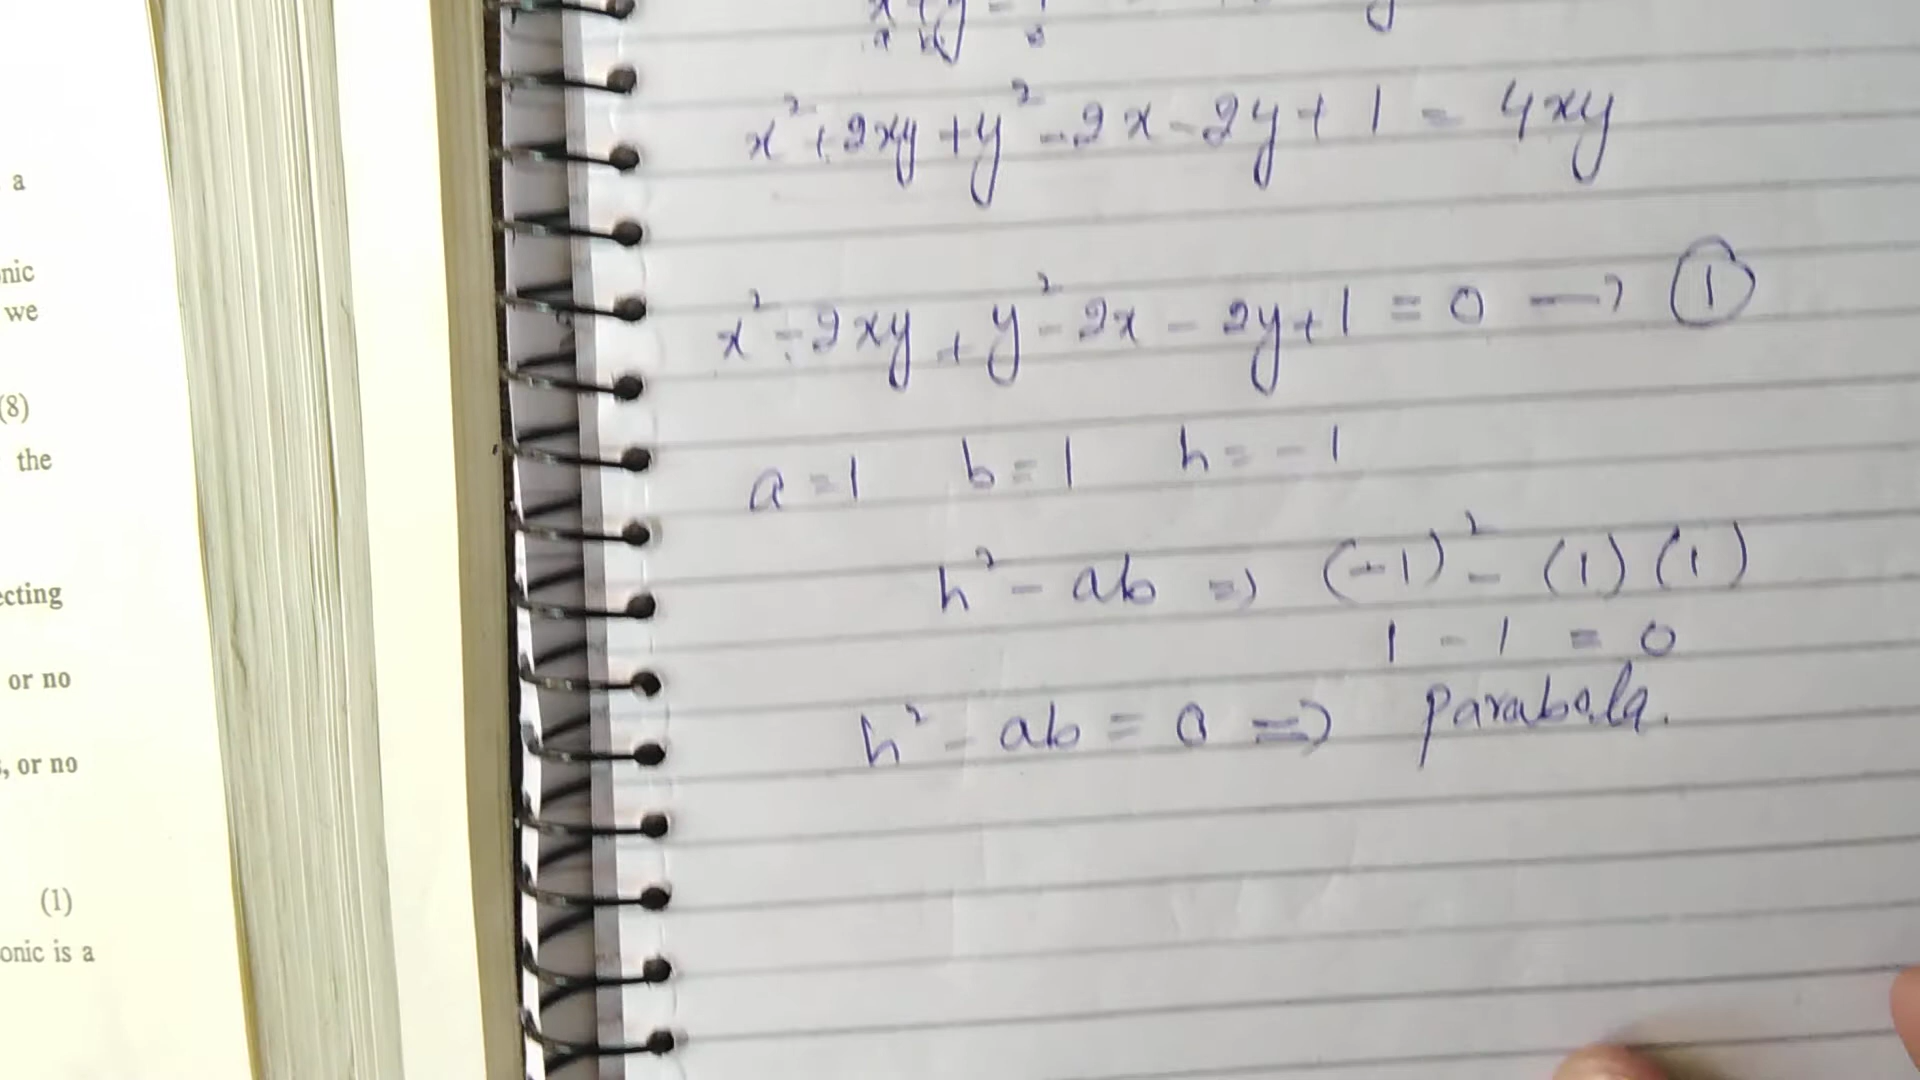 a
nic
we
(8)
the
ecting
or no
, or no
(1)
onic is a
x² + 2xy + y² - 2x - 2y + 1 = 4xy
x² - 2xy + y² - 2x - 2y + 1 = 0 → ①
a = 1 b = 1 h = -1
h² - ab ⇒ (-1)² - (1) (1)
1 - 1 = 0
h² - ab = 0 ⇒ parabola.